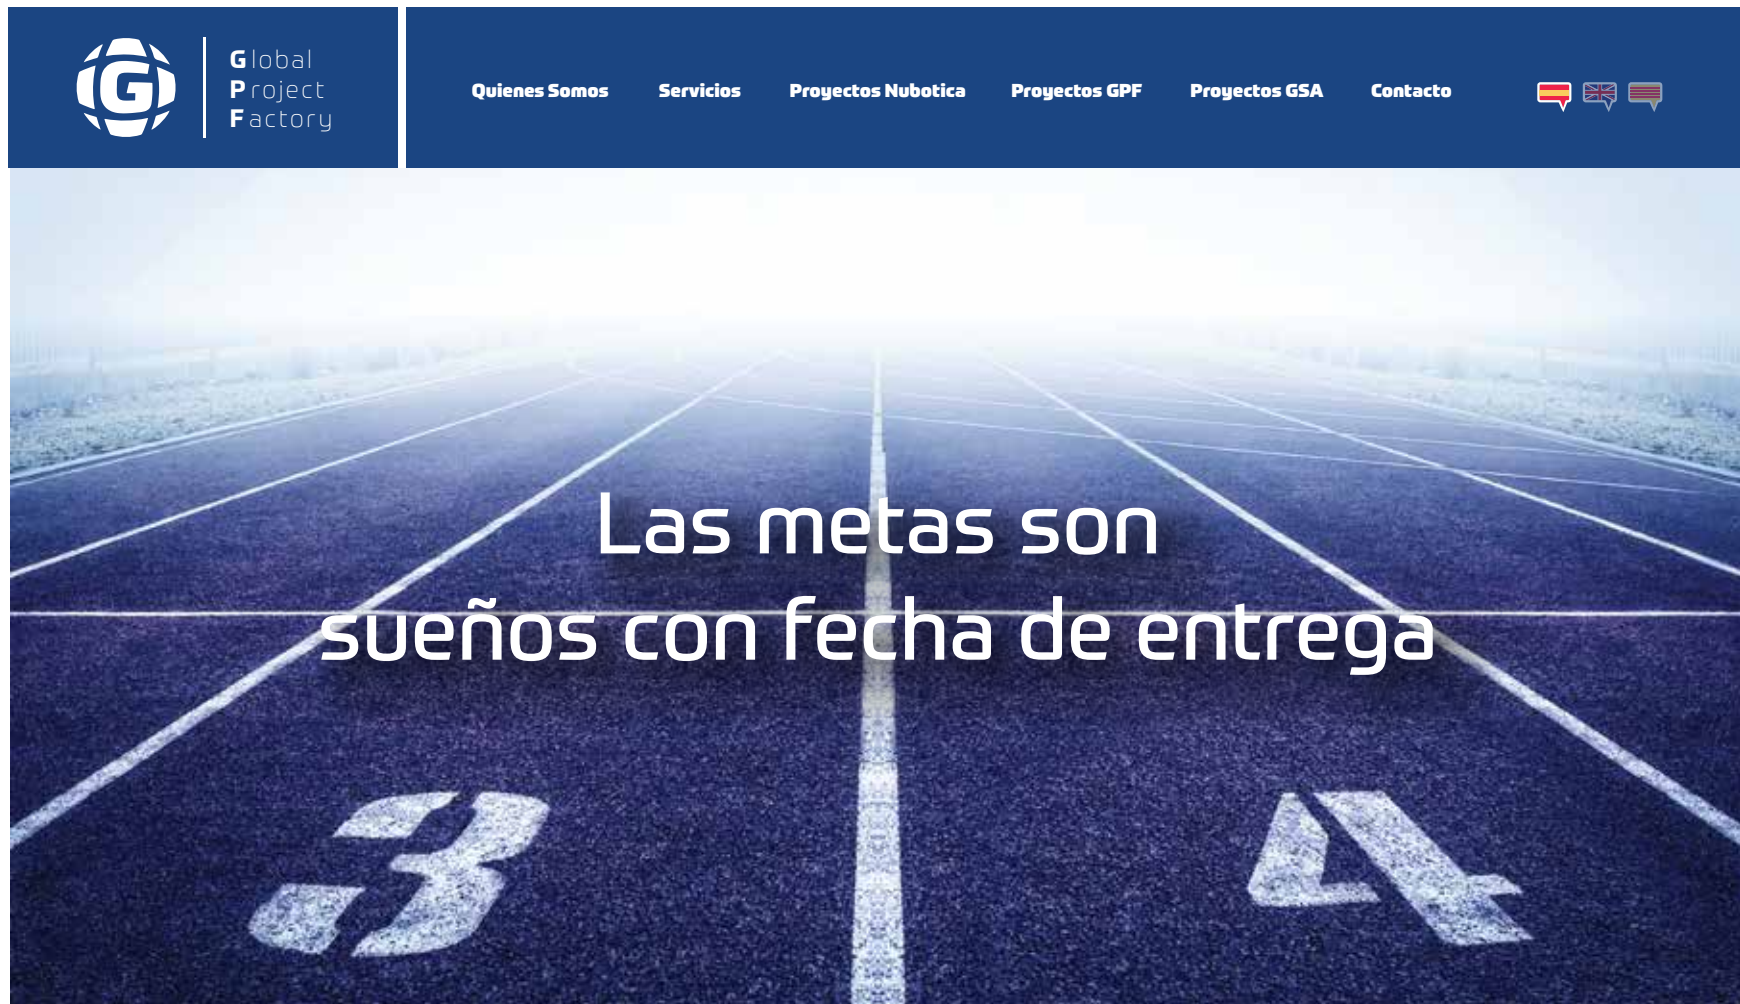 Global
Project
Factory
Quienes Somos
Servicios
Proyectos Nubotica
Proyectos GPF
Proyectos GSA
Contacto
Las metas son
sueños con fecha de entrega
3
4